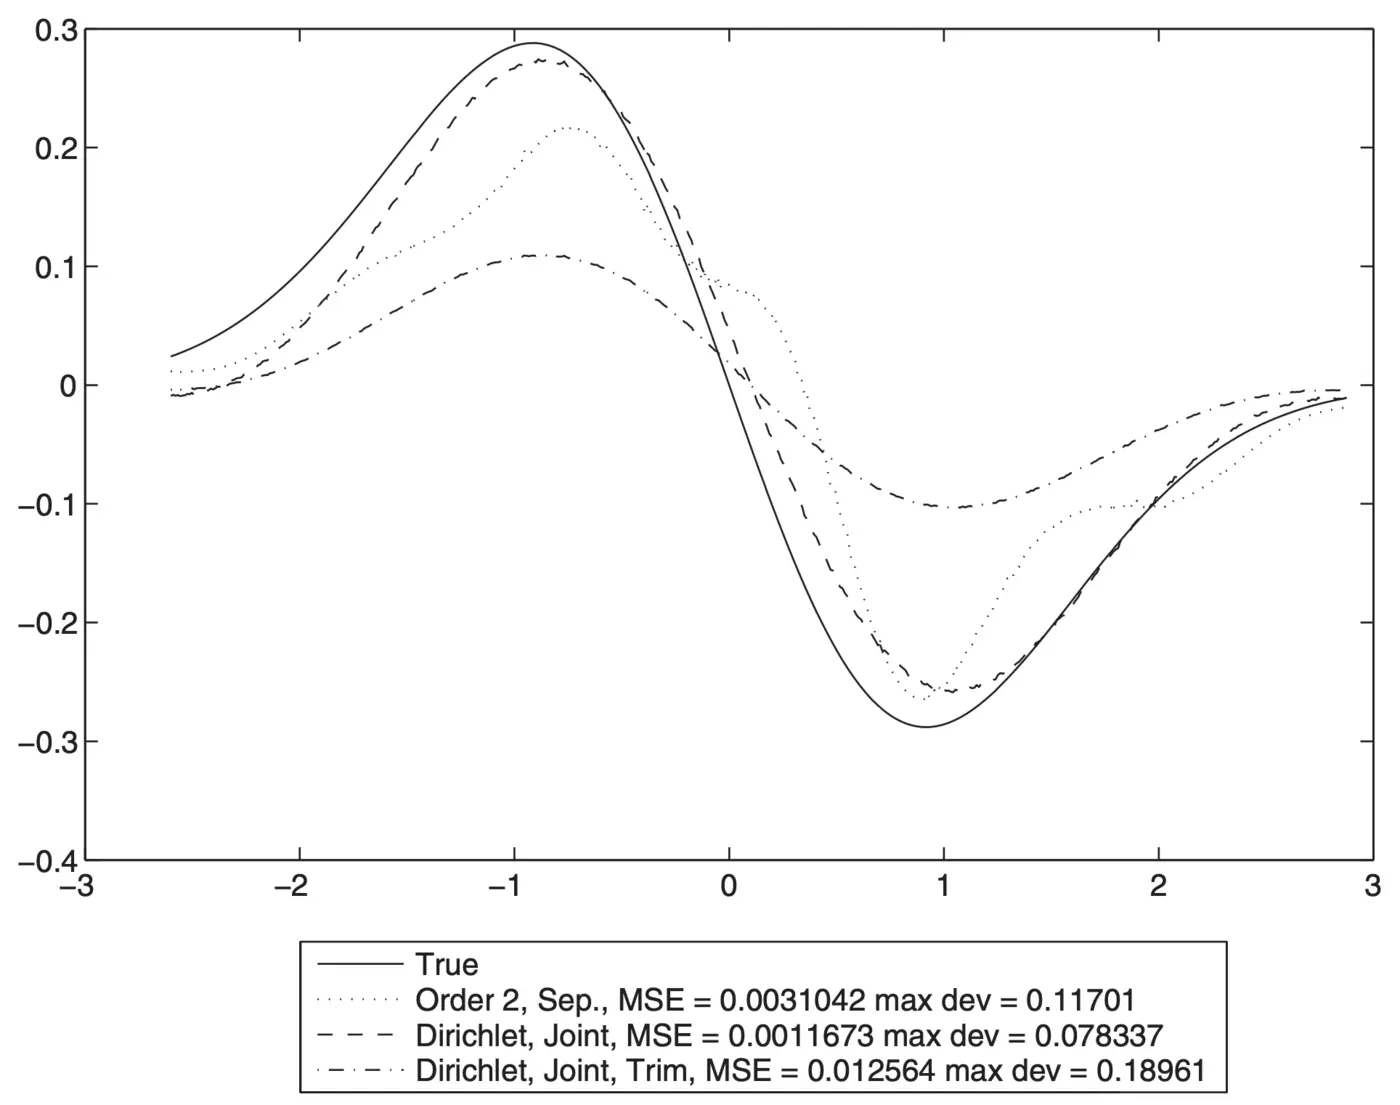 0.3
0.2
0.1
0
−0.1
−0.2
−0.3
−0.4
−3 −2 −1 0 1 2 3
True
Order 2, Sep., MSE = 0.0031042 max dev = 0.11701
Dirichlet, Joint, MSE = 0.0011673 max dev = 0.078337
Dirichlet, Joint, Trim, MSE = 0.012564 max dev = 0.18961